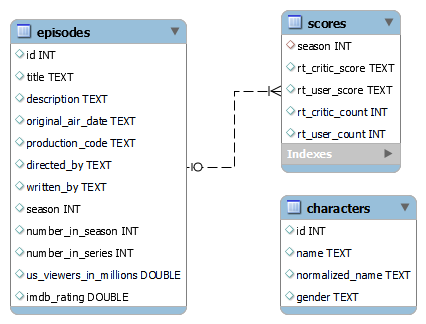 episodes
id INT
title TEXT
description TEXT
original_air_date TEXT
production_code TEXT
directed_by TEXT
written_by TEXT
season INT
number_in_season INT
number_in_series INT
us_viewers_in_millions DOUBLE
imdb_rating DOUBLE
scores
season INT
rt_critic_score TEXT
rt_user_score TEXT
rt_critic_count INT
rt_user_count INT
Indexes
characters
id INT
name TEXT
normalized_name TEXT
gender TEXT